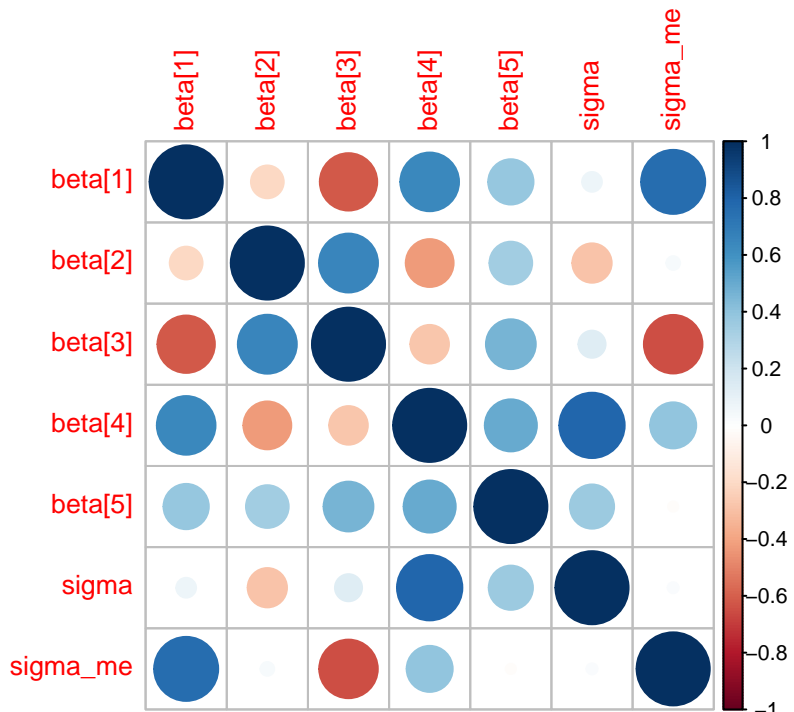 beta[1]
beta[2]
beta[3]
beta[4]
beta[5]
sigma
sigma_me
beta[1]
beta[2]
beta[3]
beta[4]
beta[5]
sigma
sigma_me
1
0.8
0.6
0.4
0.2
0
−0.2
−0.4
−0.6
−0.8
−1